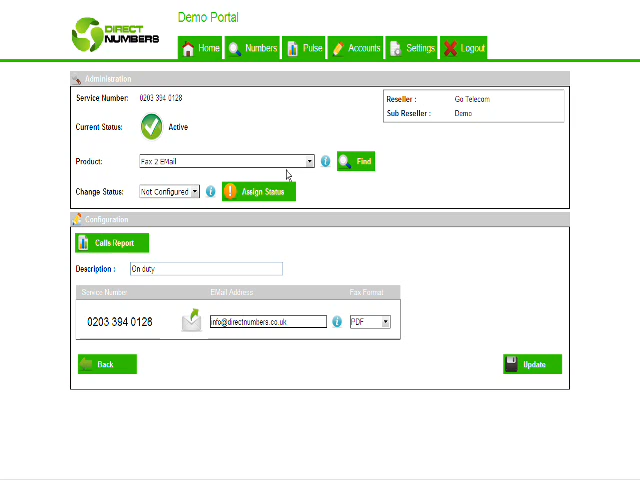 DIRECT
NUMBERS
Demo Portal
Home Numbers Pulse Accounts Settings Logout
Administration
Service Number: 0203 394 0128
Reseller : Go Telecom
Sub Reseller : Demo
Current Status: Active
Product: Fax 2 EMail Find
Change Status: Not Configured Assign Status
Configuration
Calls Report
Description : On duty
Service Number EMail Address Fax Format
0203 394 0128 info@directnumbers.co.uk PDF
Back Update